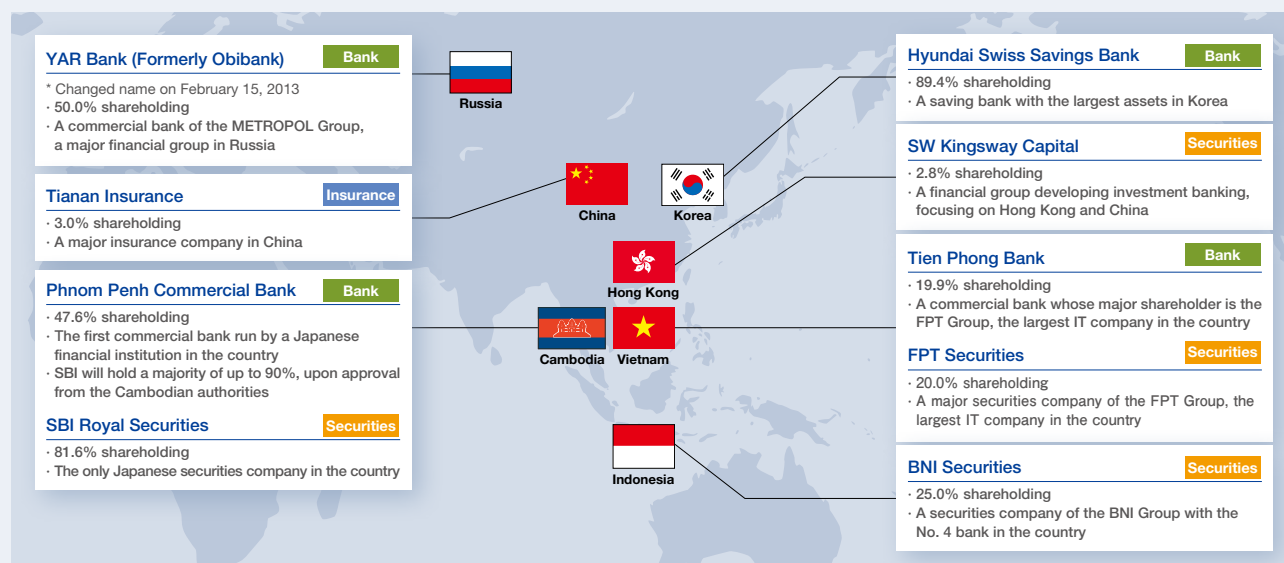 YAR Bank (Formerly Obibank)
Bank
* Changed name on February 15, 2013
· 50.0% shareholding
· A commercial bank of the METROPOL Group,
a major financial group in Russia
Tianan Insurance
Insurance
· 3.0% shareholding
· A major insurance company in China
Phnom Penh Commercial Bank
Bank
· 47.6% shareholding
· The first commercial bank run by a Japanese
financial institution in the country
· SBI will hold a majority of up to 90%, upon approval
from the Cambodian authorities
SBI Royal Securities
Securities
· 81.6% shareholding
· The only Japanese securities company in the country
Russia
China
Korea
Hong Kong
Cambodia
Vietnam
Indonesia
Hyundai Swiss Savings Bank
Bank
· 89.4% shareholding
· A saving bank with the largest assets in Korea
SW Kingsway Capital
Securities
· 2.8% shareholding
· A financial group developing investment banking,
focusing on Hong Kong and China
Tien Phong Bank
Bank
· 19.9% shareholding
· A commercial bank whose major shareholder is the
FPT Group, the largest IT company in the country
FPT Securities
Securities
· 20.0% shareholding
· A major securities company of the FPT Group, the
largest IT company in the country
BNI Securities
Securities
· 25.0% shareholding
· A securities company of the BNI Group with the
No. 4 bank in the country